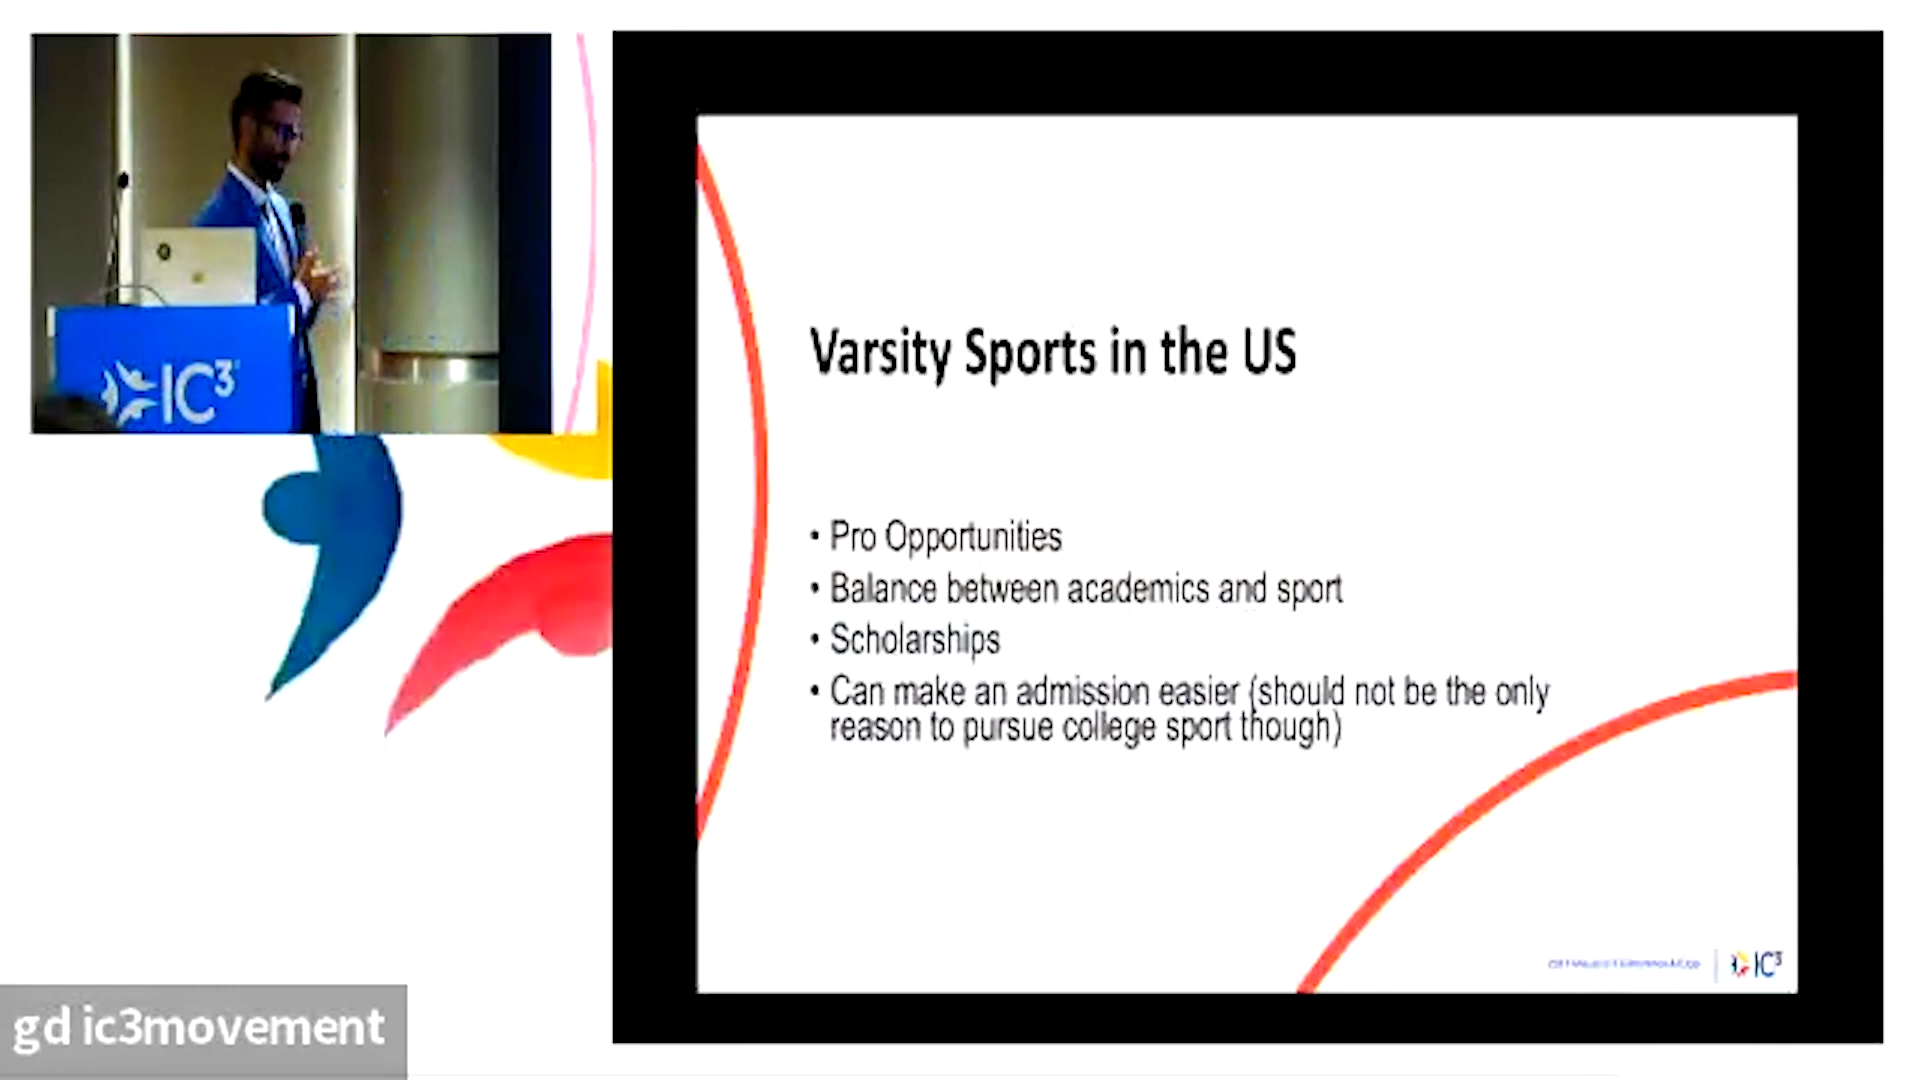 IC3
Varsity Sports in the US
• Pro Opportunities
• Balance between academics and sport
• Scholarships
• Can make an admission easier (should not be the only
reason to pursue college sport though)
IC3
gd ic3movement